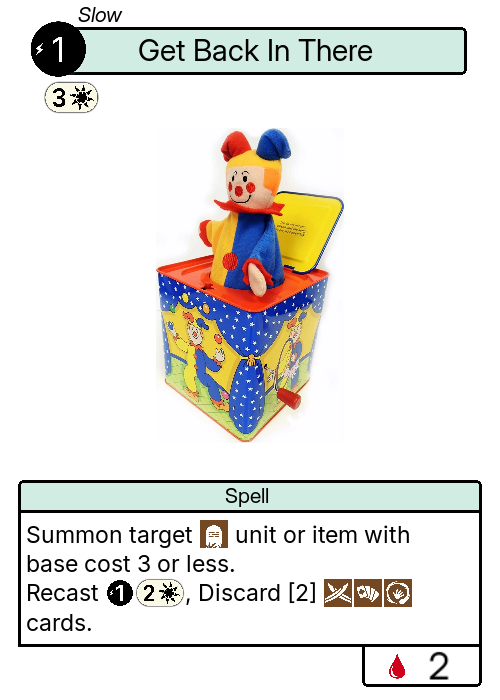 Slow
1 Get Back In There
3
Spell
Summon target unit or item with
base cost 3 or less.
Recast 1 2, Discard [2]
cards.
2